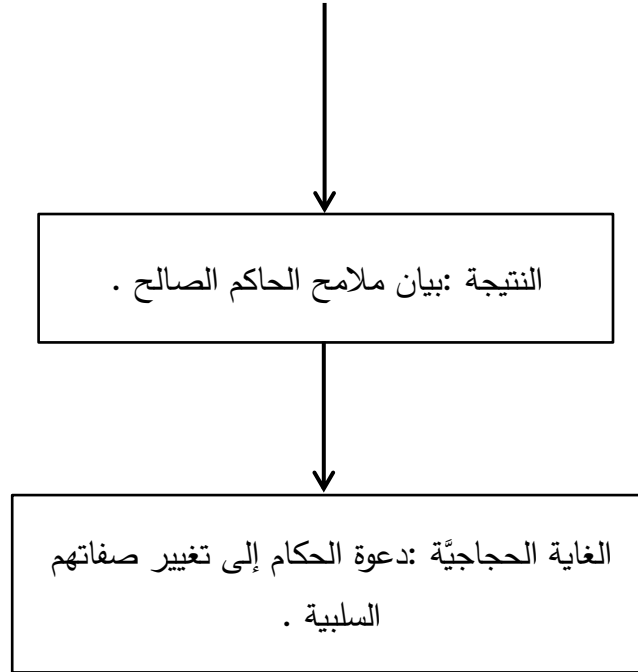 النتيجة :بيان ملامح الحاكم الصالح .
الغاية الحجاجيَّة :دعوة الحكام إلى تغيير صفاتهم
السلبية .